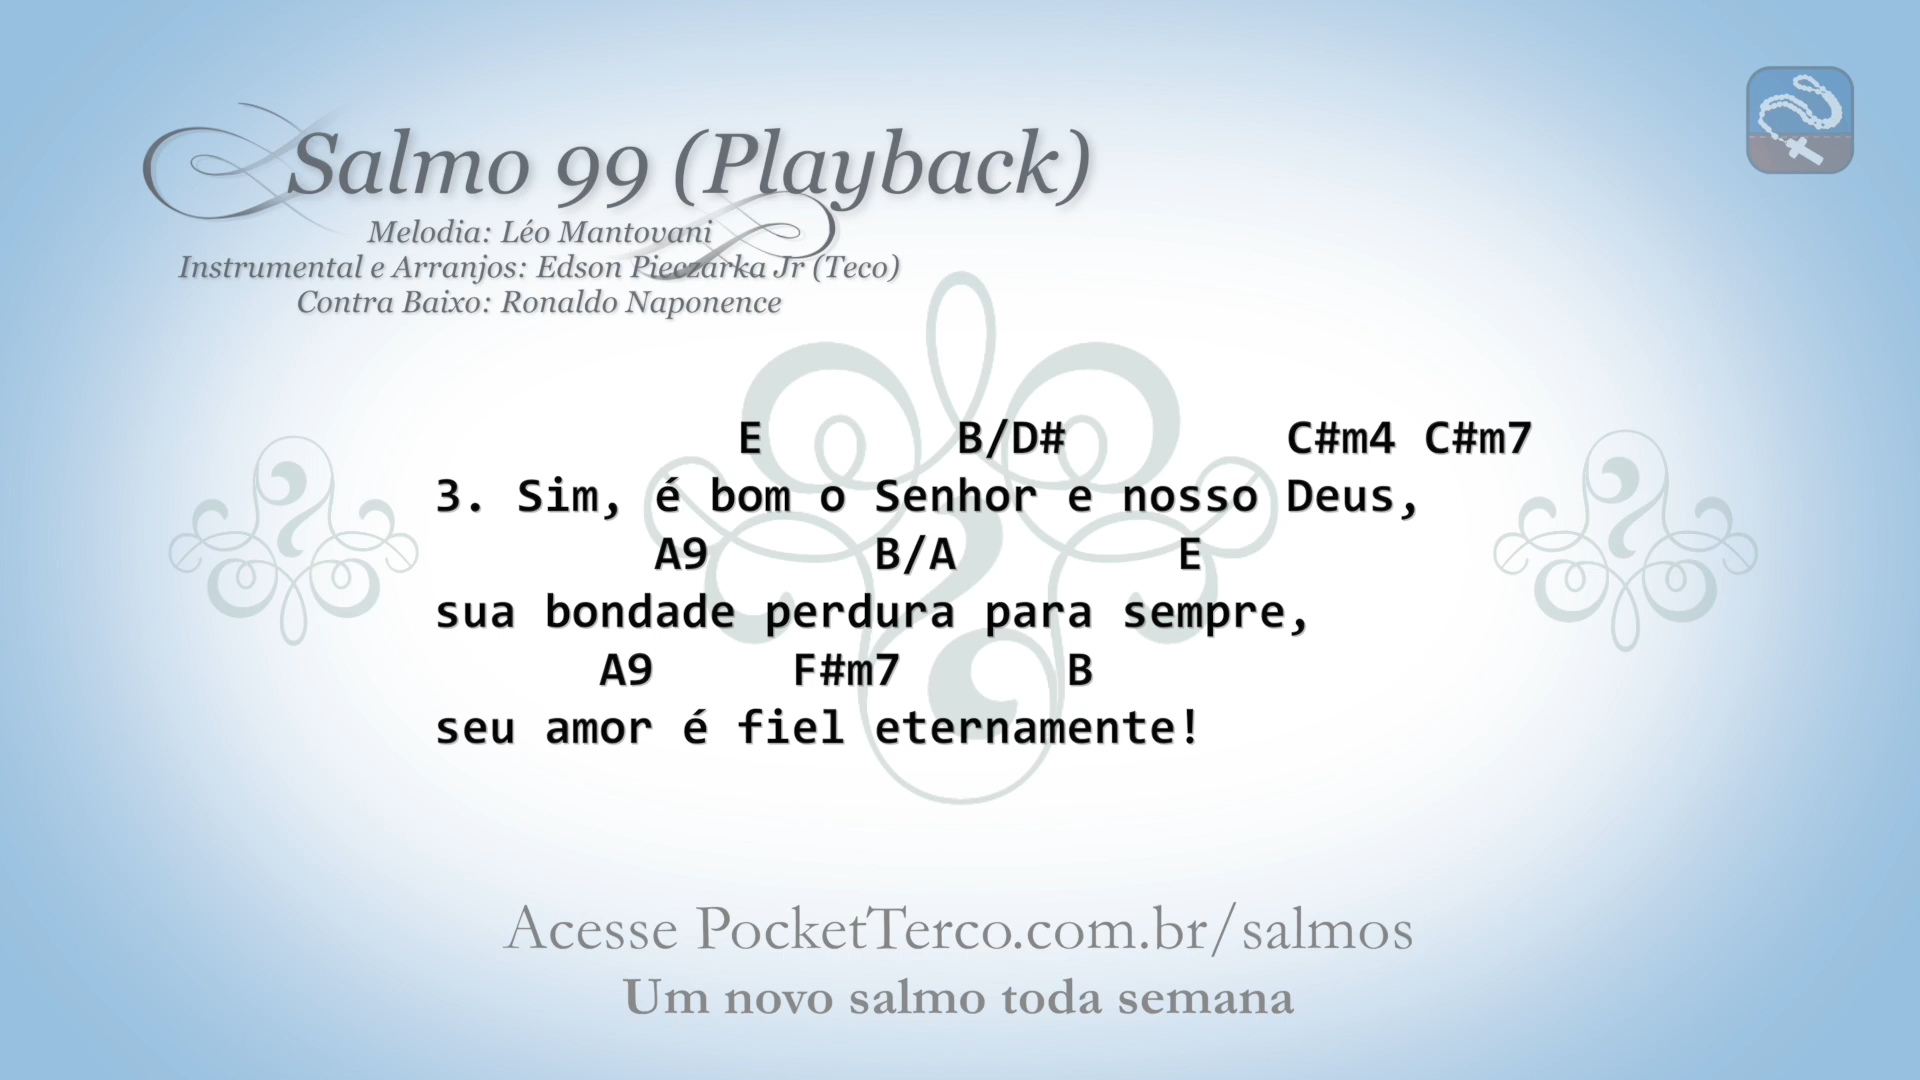 Salmo 99 (Playback)
Melodia: Léo Mantovani
Instrumental e Arranjos: Edson Pieczarka Jr (Teco)
Contra Baixo: Ronaldo Naponence
E B/D# C#m4 C#m7
3. Sim, é bom o Senhor e nosso Deus,
A9 B/A E
sua bondade perdura para sempre,
A9 F#m7 B
seu amor é fiel eternamente!
Acesse PocketTerco.com.br/salmos
Um novo salmo toda semana